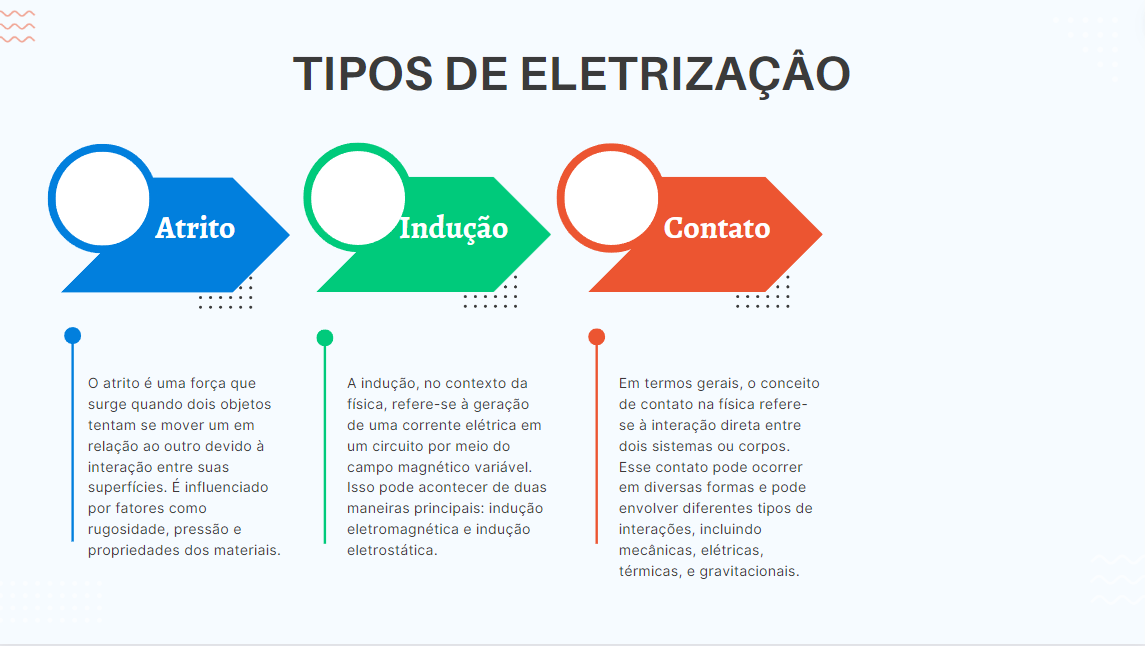 TIPOS DE ELETRIZAÇÂO
Atrito
Indução
Contato
O atrito é uma força que
surge quando dois objetos
tentam se mover um em
relação ao outro devido à
interação entre suas
superfícies. É influenciado
por fatores como
rugosidade, pressão e
propriedades dos materiais.
A indução, no contexto da
física, refere-se à geração
de uma corrente elétrica em
um circuito por meio do
campo magnético variável.
Isso pode acontecer de duas
maneiras principais: indução
eletromagnética e indução
eletrostática.
Em termos gerais, o conceito
de contato na física refere-
se à interação direta entre
dois sistemas ou corpos.
Esse contato pode ocorrer
em diversas formas e pode
envolver diferentes tipos de
interações, incluindo
mecânicas, elétricas,
térmicas, e gravitacionais.